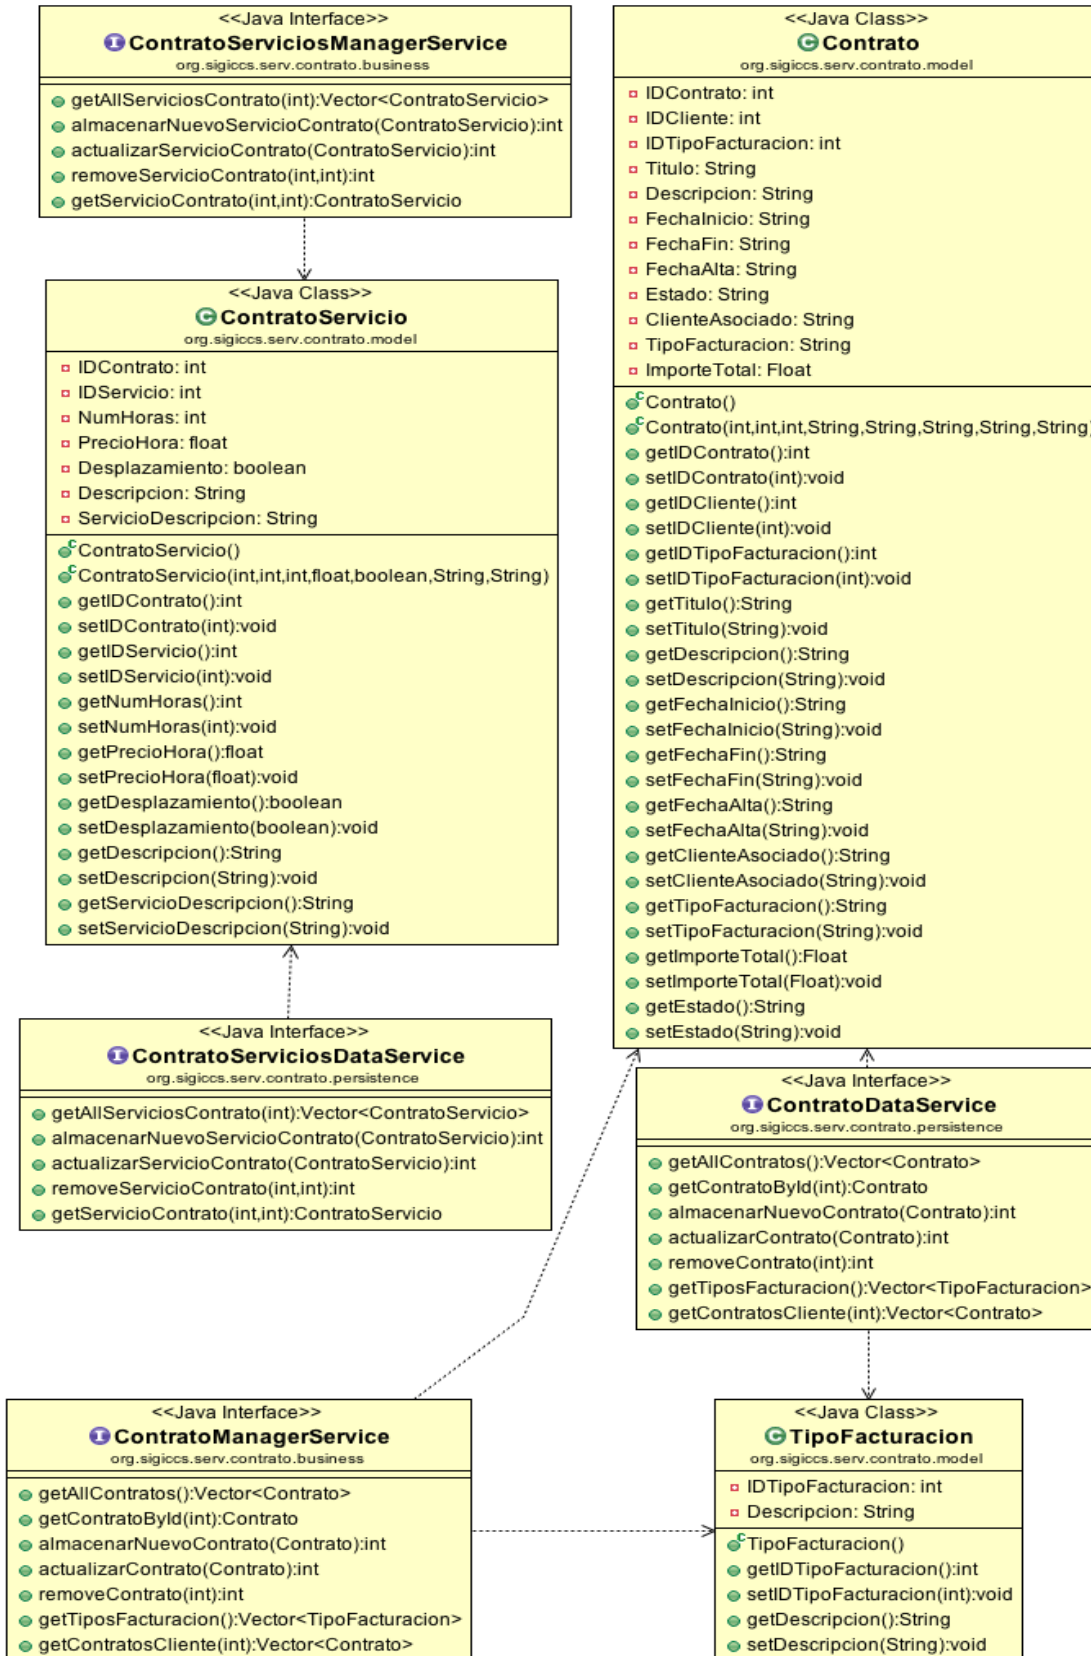 <<Java Interface>>
ContratoServiciosManagerService
org.sigiccs.serv.contrato.business
getAllServiciosContrato(int):Vector<ContratoServicio>
almacenarNuevoServicioContrato(ContratoServicio):int
actualizarServicioContrato(ContratoServicio):int
removeServicioContrato(int,int):int
getServicioContrato(int,int):ContratoServicio
<<Java Class>>
ContratoServicio
org.sigiccs.serv.contrato.model
IDContrato: int
IDServicio: int
NumHoras: int
PrecioHora: float
Desplazamiento: boolean
Descripcion: String
ServicioDescripcion: String
ContratoServicio()
ContratoServicio(int,int,int,float,boolean,String,String)
getIDContrato():int
setIDContrato(int):void
getIDServicio():int
setIDServicio(int):void
getNumHoras():int
setNumHoras(int):void
getPrecioHora():float
setPrecioHora(float):void
getDesplazamiento():boolean
setDesplazamiento(boolean):void
getDescripcion():String
setDescripcion(String):void
getServicioDescripcion():String
setServicioDescripcion(String):void
<<Java Interface>>
ContratoServiciosDataService
org.sigiccs.serv.contrato.persistence
getAllServiciosContrato(int):Vector<ContratoServicio>
almacenarNuevoServicioContrato(ContratoServicio):int
actualizarServicioContrato(ContratoServicio):int
removeServicioContrato(int,int):int
getServicioContrato(int,int):ContratoServicio
<<Java Class>>
Contrato
org.sigiccs.serv.contrato.model
IDContrato: int
IDCliente: int
IDTipoFacturacion: int
Titulo: String
Descripcion: String
FechaInicio: String
FechaFin: String
FechaAlta: String
Estado: String
ClienteAsociado: String
TipoFacturacion: String
ImporteTotal: Float
Contrato()
Contrato(int,int,int,String,String,String,String,String)
getIDContrato():int
setIDContrato(int):void
getIDCliente():int
setIDCliente(int):void
getIDTipoFacturacion():int
setIDTipoFacturacion(int):void
getTitulo():String
setTitulo(String):void
getDescripcion():String
setDescripcion(String):void
getFechaInicio():String
setFechaInicio(String):void
getFechaFin():String
setFechaFin(String):void
getFechaAlta():String
setFechaAlta(String):void
getClienteAsociado():String
setClienteAsociado(String):void
getTipoFacturacion():String
setTipoFacturacion(String):void
getImporteTotal():Float
setImporteTotal(Float):void
getEstado():String
setEstado(String):void
<<Java Interface>>
ContratoDataService
org.sigiccs.serv.contrato.persistence
getAllContratos():Vector<Contrato>
getContratoById(int):Contrato
almacenarNuevoContrato(Contrato):int
actualizarContrato(Contrato):int
removeContrato(int):int
getTiposFacturacion():Vector<TipoFacturacion>
getContratosCliente(int):Vector<Contrato>
<<Java Interface>>
ContratoManagerService
org.sigiccs.serv.contrato.business
getAllContratos():Vector<Contrato>
getContratoById(int):Contrato
almacenarNuevoContrato(Contrato):int
actualizarContrato(Contrato):int
removeContrato(int):int
getTiposFacturacion():Vector<TipoFacturacion>
getContratosCliente(int):Vector<Contrato>
<<Java Class>>
TipoFacturacion
org.sigiccs.serv.contrato.model
IDTipoFacturacion: int
Descripcion: String
TipoFacturacion()
getIDTipoFacturacion():int
setIDTipoFacturacion(int):void
getDescripcion():String
setDescripcion(String):void